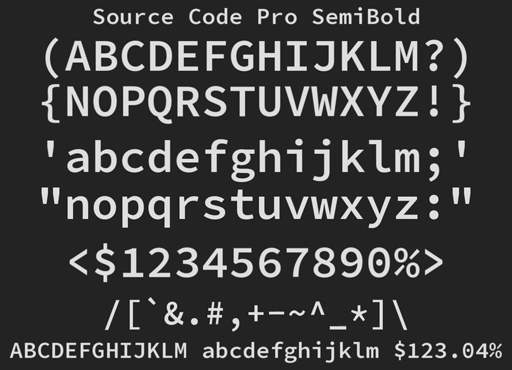 Source Code Pro SemiBold
(ABCDEFGHIJKLM?)
{NOPQRSTUVWXYZ!}
'abcdefghijklm;'
"nopqrstuvwxyz:"
<$1234567890%>
/[`&.#,+−~^_*]\
ABCDEFGHIJKLM abcdefghijklm $123.04%